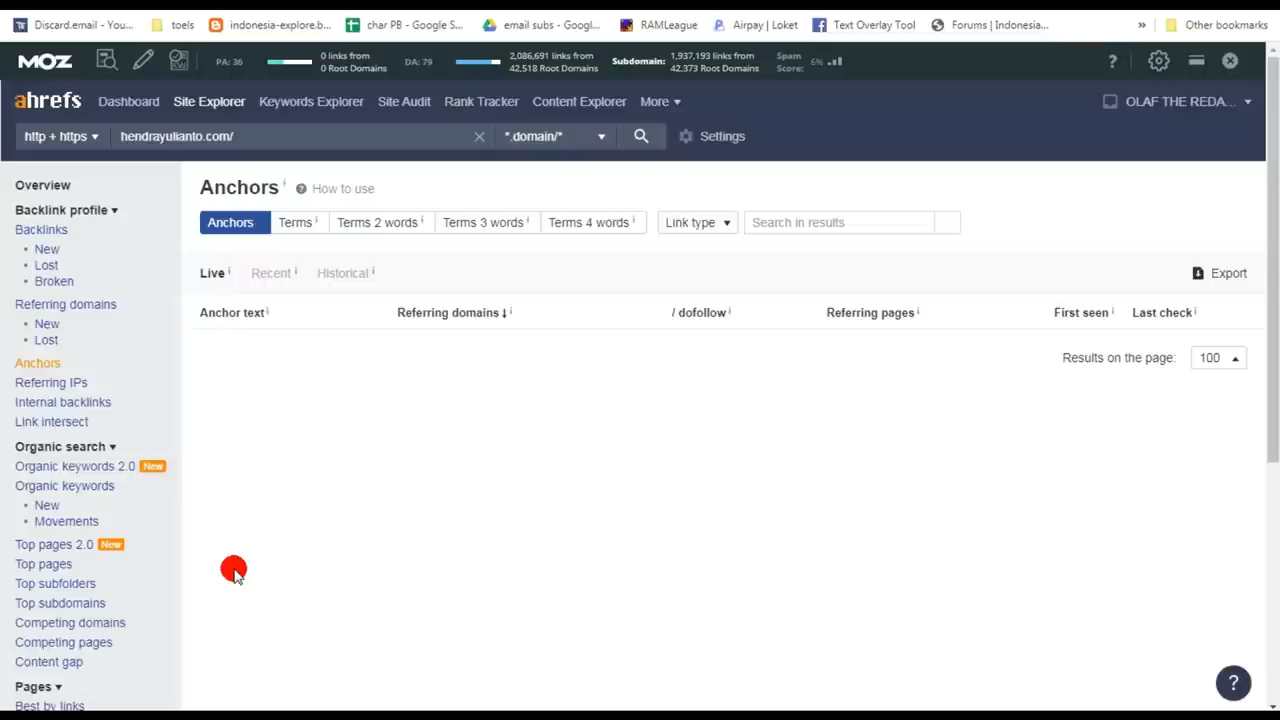 Discard.email - You... toels indonesia-explore.b... char PB - Google S... email subs - Googl... RAMLeague Airpay | Loket Text Overlay Tool Forums | Indonesia... » Other bookmarks
MOZ PA: 36 0 links from 0 Root Domains DA: 79 2,086,691 links from 42,518 Root Domains Subdomain: 1,937,193 links from 42,373 Root Domains Spam Score: 6% ?
ahrefs Dashboard Site Explorer Keywords Explorer Site Audit Rank Tracker Content Explorer More OLAF THE REDA...
http + https hendrayulianto.com/ *.domain/* Settings
Overview
Backlink profile
Backlinks
New
Lost
Broken
Referring domains
New
Lost
Anchors
Referring IPs
Internal backlinks
Link intersect
Organic search
Organic keywords 2.0 New
Organic keywords
New
Movements
Top pages 2.0 New
Top pages
Top subfolders
Top subdomains
Competing domains
Competing pages
Content gap
Pages
Best by links
Anchors i ? How to use
Anchors Terms i Terms 2 words i Terms 3 words i Terms 4 words i Link type Search in results
Live i Recent i Historical i Export
Anchor text i Referring domains ↓ i / dofollow i Referring pages i First seen i Last check i
Results on the page: 100
?